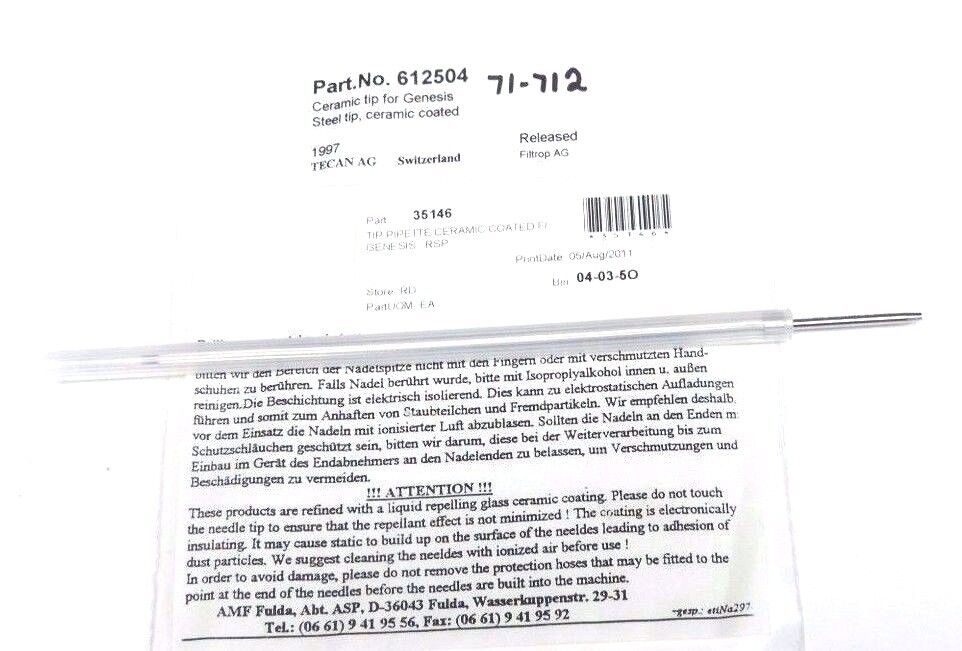 Part.No. 612504 71-712
Ceramic tip for Genesis
Steel tip, ceramic coated
1997
TECAN AG Switzerland
Released
Filtrop AG
Part 35146
TIP PIPETTE CERAMIC COATED
GENESIS RSP
PrintDate 05/Aug/2011
Bin 04-03-5O
Store RD
PartUOM EA
bitten wir den Bereich der Nadelspitze nicht mit den Fingern oder mit verschmutzten Hand-
schuhen zu berühren. Falls Nadel berührt wurde, bitte mit Isoproplyalkohol innen u. außen
reinigen.Die Beschichtung ist elektrisch isolierend. Dies kann zu elektrostatischen Aufladungen
führen und somit zum Anhaften von Staubteilchen und Fremdpartikeln. Wir empfehlen deshalb,
vor dem Einsatz die Nadeln mit ionisierter Luft abzublasen. Sollten die Nadeln an den Enden m
Schutzschläuchen geschützt sein, bitten wir darum, diese bei der Weiterverarbeitung bis zum
Einbau im Gerät des Endabnehmers an den Nadelenden zu belassen, um Verschmutzungen und
Beschädigungen zu vermeiden.
!!! ATTENTION !!!
These products are refined with a liquid repelling glass ceramic coating. Please do not touch
the needle tip to ensure that the repellant effect is not minimized ! The coating is electronically
insulating. It may cause static to build up on the surface of the neeldes leading to adhesion of
dust particles. We suggest cleaning the neeldes with ionized air before use !
In order to avoid damage, please do not remove the protection hoses that may be fitted to the
point at the end of the needles before the needles are built into the machine.
AMF Fulda, Abt. ASP, D-36043 Fulda, Wasserkuppenstr. 29-31
Tel.: (06 61) 9 41 95 56, Fax: (06 61) 9 41 95 92
-gesp.: etiNa297